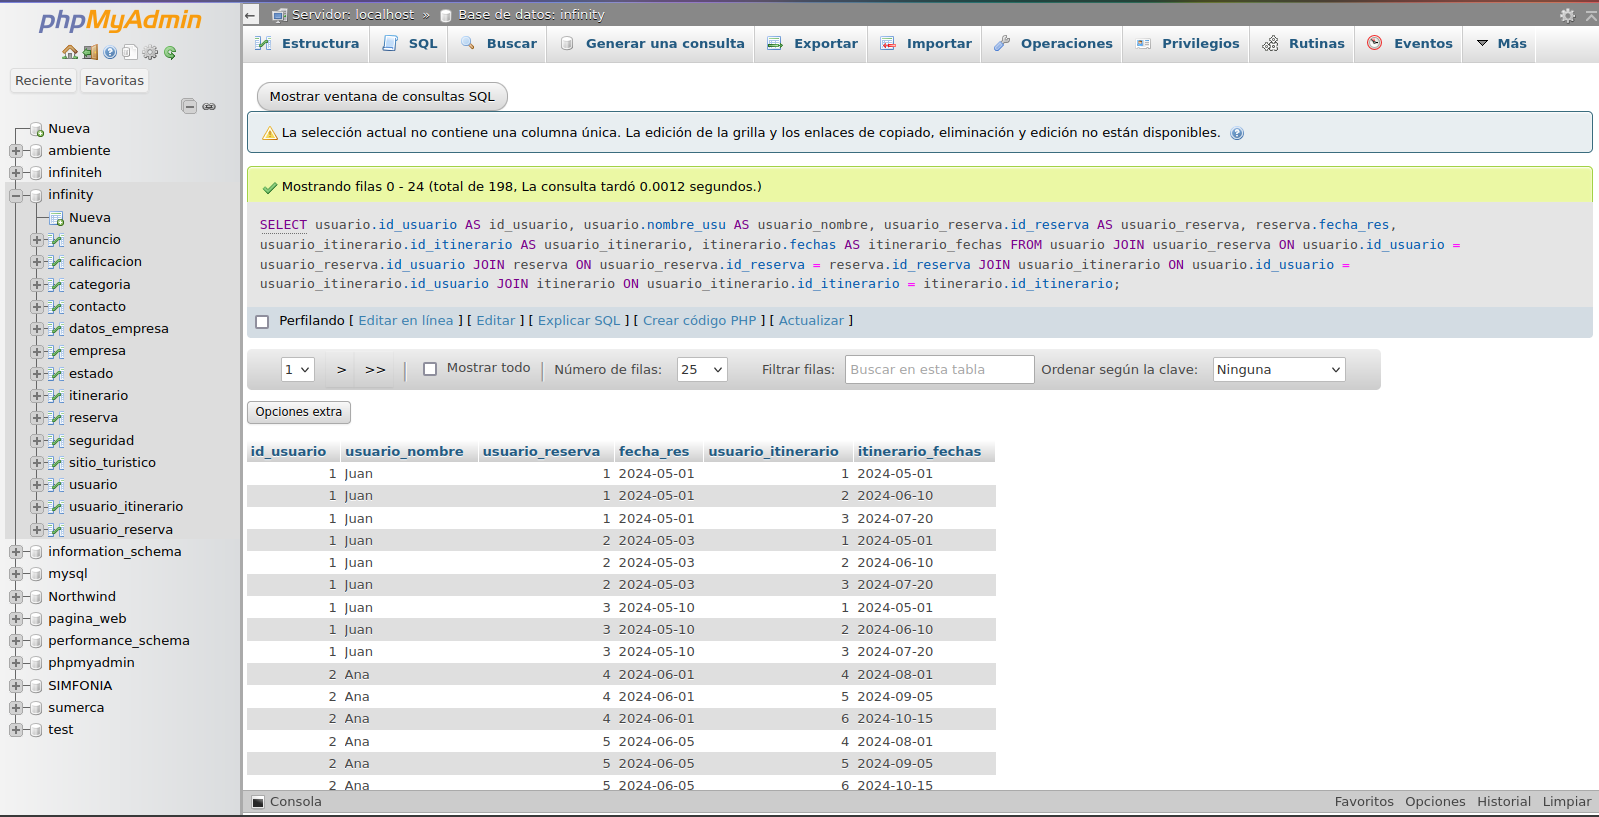 phpMyAdmin
Reciente Favoritas
Nueva
ambiente
infiniteh
infinity
Nueva
anuncio
calificacion
categoria
contacto
datos_empresa
empresa
estado
itinerario
reserva
seguridad
sitio_turistico
usuario
usuario_itinerario
usuario_reserva
information_schema
mysql
Northwind
pagina_web
performance_schema
phpmyadmin
SIMFONIA
sumerca
test
Servidor: localhost » Base de datos: infinity
Estructura SQL Buscar Generar una consulta Exportar Importar Operaciones Privilegios Rutinas Eventos Más
Mostrar ventana de consultas SQL
La selección actual no contiene una columna única. La edición de la grilla y los enlaces de copiado, eliminación y edición no están disponibles.
Mostrando filas 0 - 24 (total de 198, La consulta tardó 0.0012 segundos.)
SELECT usuario.id_usuario AS id_usuario, usuario.nombre_usu AS usuario_nombre, usuario_reserva.id_reserva AS usuario_reserva, reserva.fecha_res,
usuario_itinerario.id_itinerario AS usuario_itinerario, itinerario.fechas AS itinerario_fechas FROM usuario JOIN usuario_reserva ON usuario.id_usuario =
usuario_reserva.id_usuario JOIN reserva ON usuario_reserva.id_reserva = reserva.id_reserva JOIN usuario_itinerario ON usuario.id_usuario =
usuario_itinerario.id_usuario JOIN itinerario ON usuario_itinerario.id_itinerario = itinerario.id_itinerario;
Perfilando [ Editar en línea ] [ Editar ] [ Explicar SQL ] [ Crear código PHP ] [ Actualizar ]
1 > >> Mostrar todo Número de filas: 25 Filtrar filas: Buscar en esta tabla Ordenar según la clave: Ninguna
Opciones extra
id_usuario usuario_nombre usuario_reserva fecha_res usuario_itinerario itinerario_fechas
1 Juan 1 2024-05-01 1 2024-05-01
1 Juan 1 2024-05-01 2 2024-06-10
1 Juan 1 2024-05-01 3 2024-07-20
1 Juan 2 2024-05-03 1 2024-05-01
1 Juan 2 2024-05-03 2 2024-06-10
1 Juan 2 2024-05-03 3 2024-07-20
1 Juan 3 2024-05-10 1 2024-05-01
1 Juan 3 2024-05-10 2 2024-06-10
1 Juan 3 2024-05-10 3 2024-07-20
2 Ana 4 2024-06-01 4 2024-08-01
2 Ana 4 2024-06-01 5 2024-09-05
2 Ana 4 2024-06-01 6 2024-10-15
2 Ana 5 2024-06-05 4 2024-08-01
2 Ana 5 2024-06-05 5 2024-09-05
2 Ana 5 2024-06-05 6 2024-10-15
Consola Favoritos Opciones Historial Limpiar